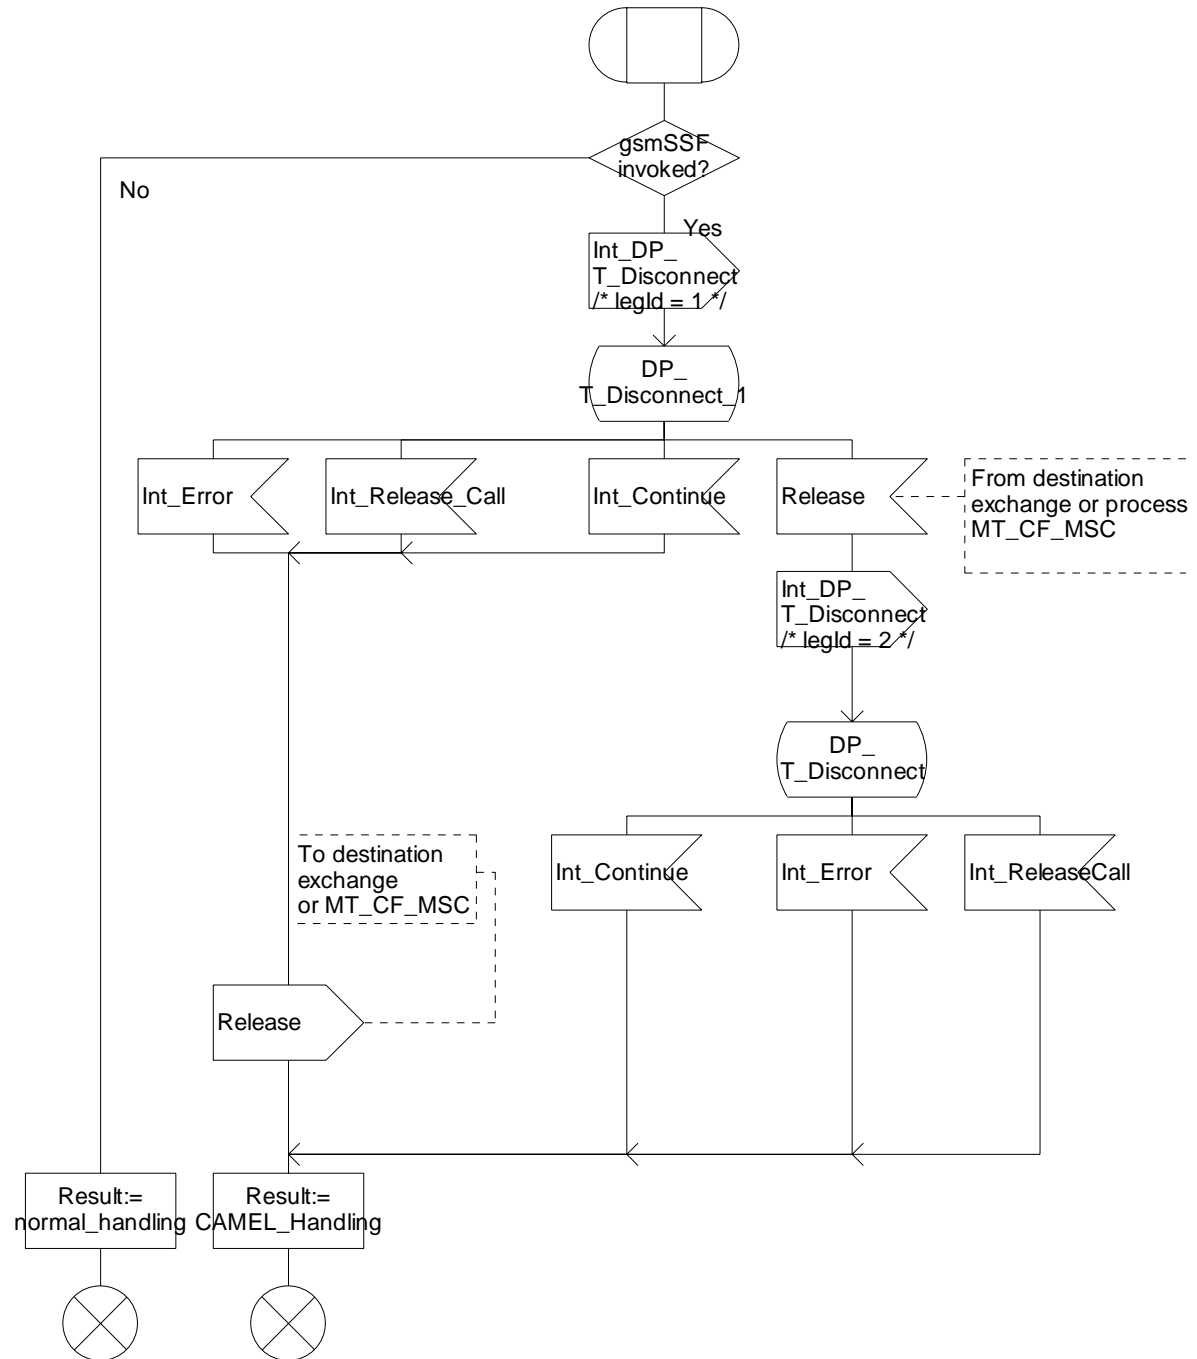 gsmSSF
invoked?
No
Yes
Int_DP_
T_Disconnect
/* legId = 1 */
DP_
T_Disconnect_1
Int_Error
Int_Release_Call
Int_Continue
Release
From destination
exchange or process
MT_CF_MSC
Int_DP_
T_Disconnect
/* legId = 2 */
DP_
T_Disconnect
To destination
exchange
or MT_CF_MSC
Int_Continue
Int_Error
Int_ReleaseCall
Release
Result:=
normal_handling
Result:=
CAMEL_Handling